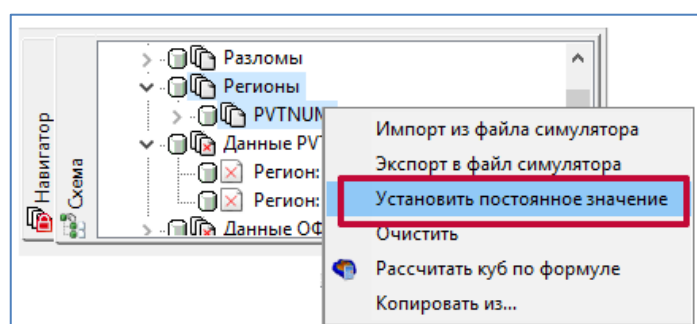 Навигатор
Схема
Разломы
Регионы
PVTNUM
Данные PVT
Регион:
Регион:
Данные ОФ
Импорт из файла симулятора
Экспорт в файл симулятора
Установить постоянное значение
Очистить
Рассчитать куб по формуле
Копировать из...